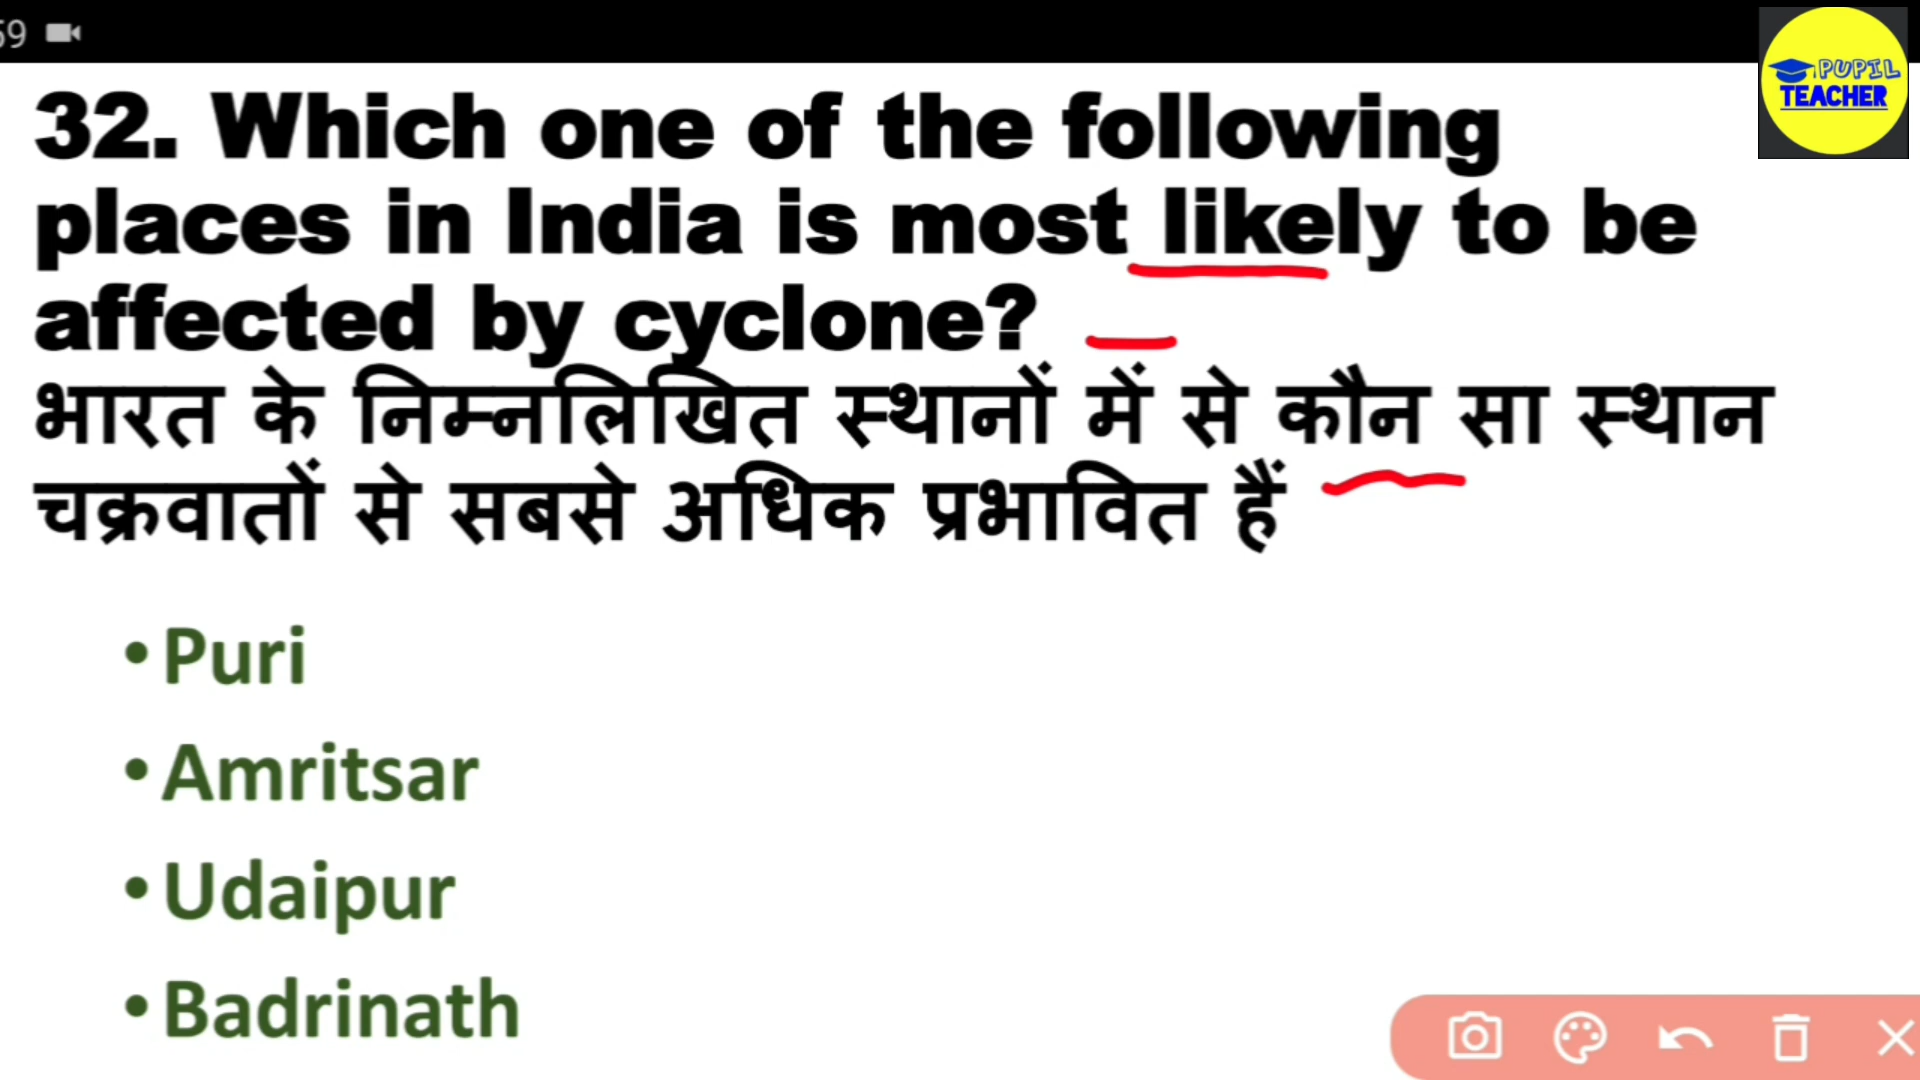 59
PUPIL
TEACHER
32. Which one of the following
places in India is most likely to be
affected by cyclone?
भारत के निम्नलिखित स्थानों में से कौन सा स्थान
चक्रवातों से सबसे अधिक प्रभावित हैं
• Puri
• Amritsar
• Udaipur
• Badrinath